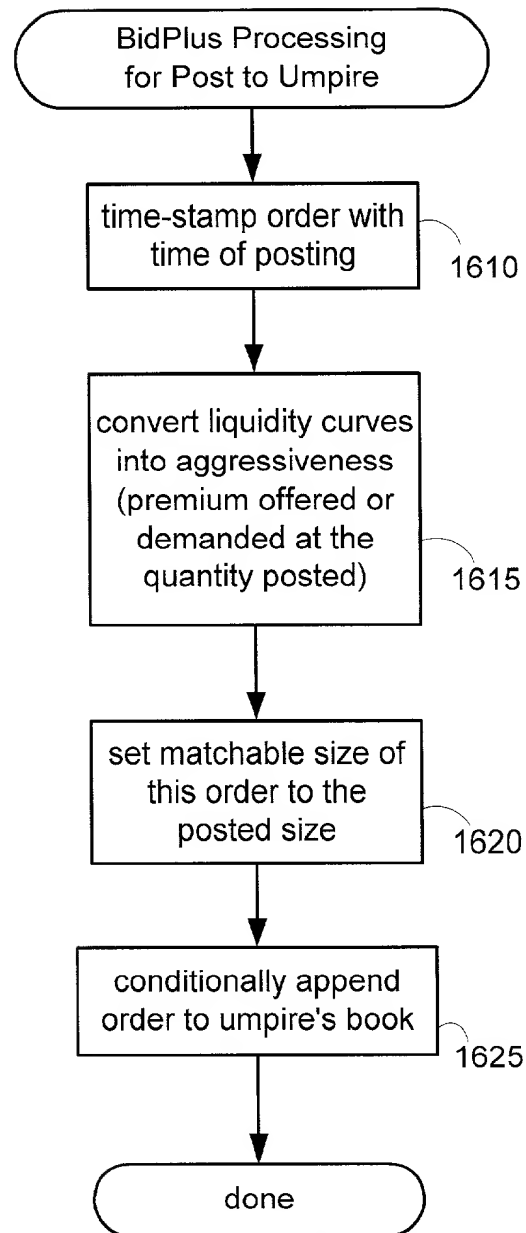 BidPlus Processing
for Post to Umpire
time-stamp order with
time of posting
1610
convert liquidity curves
into aggressiveness
(premium offered or
demanded at the
quantity posted)
1615
set matchable size of
this order to the
posted size
1620
conditionally append
order to umpire's book
1625
done